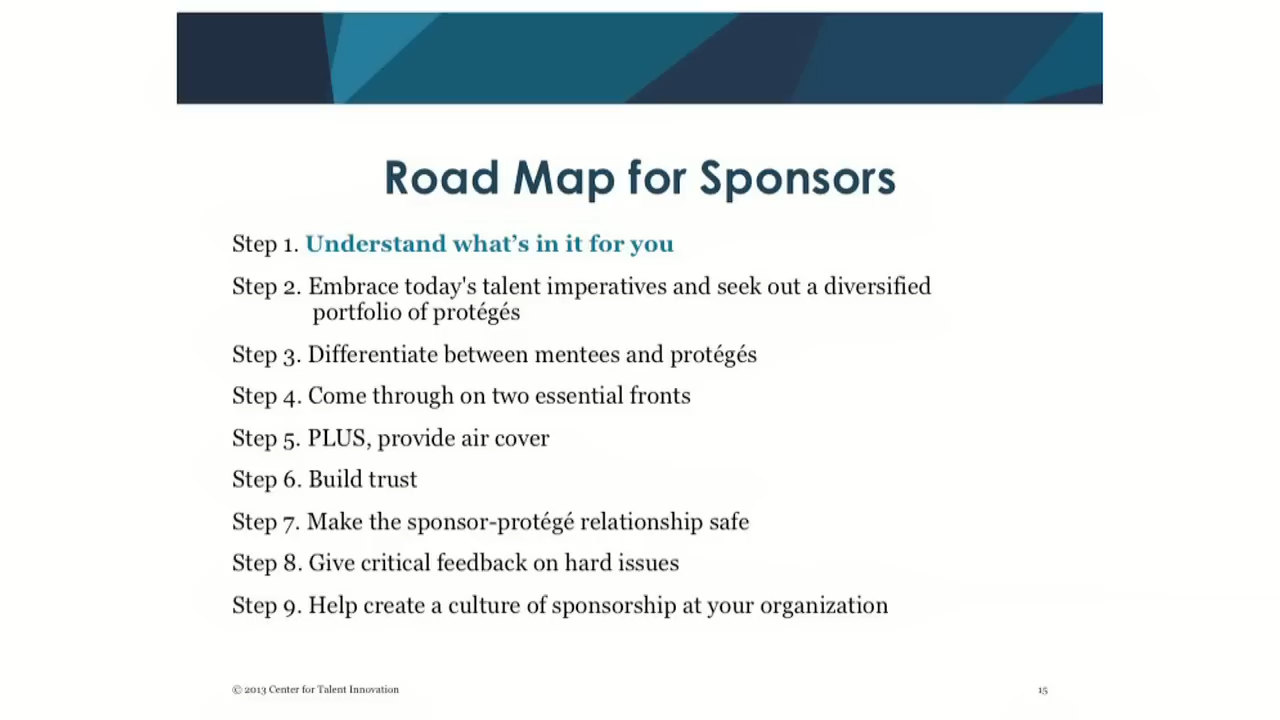 Road Map for Sponsors
Step 1. Understand what’s in it for you
Step 2. Embrace today's talent imperatives and seek out a diversified
portfolio of protégés
Step 3. Differentiate between mentees and protégés
Step 4. Come through on two essential fronts
Step 5. PLUS, provide air cover
Step 6. Build trust
Step 7. Make the sponsor-protégé relationship safe
Step 8. Give critical feedback on hard issues
Step 9. Help create a culture of sponsorship at your organization
© 2013 Center for Talent Innovation
15